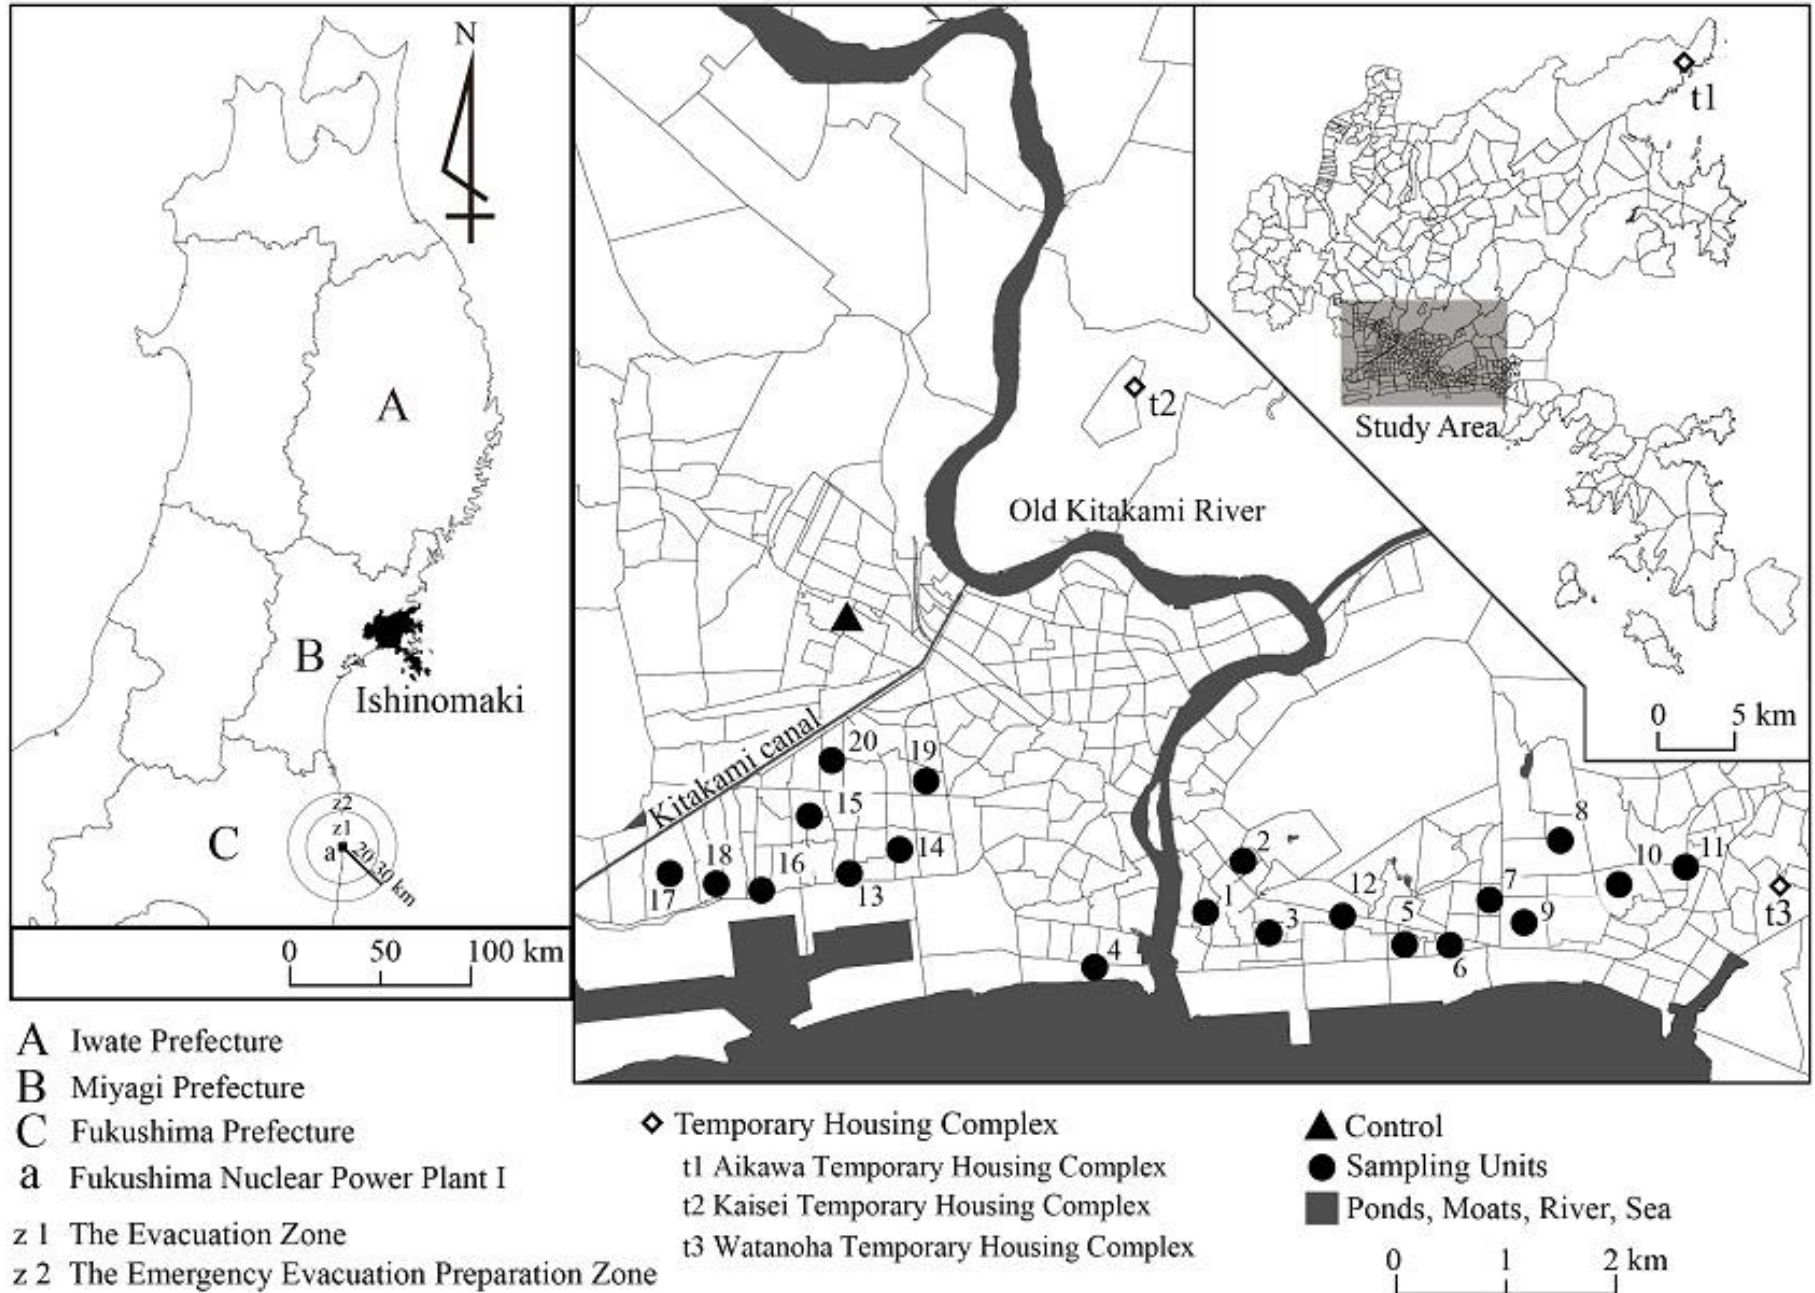 N
A
B
Ishinomaki
C
z2
z1
a
20
30 km
0 50 100 km
t1
Study Area
0 5 km
t2
Old Kitakami River
Kitakami canal
20
19
15
14
18
16
17
13
2
1
3
12
5
6
4
7
8
9
10
11
t3
A Iwate Prefecture
B Miyagi Prefecture
C Fukushima Prefecture
a Fukushima Nuclear Power Plant I
z 1 The Evacuation Zone
z 2 The Emergency Evacuation Preparation Zone
Temporary Housing Complex
t1 Aikawa Temporary Housing Complex
t2 Kaisei Temporary Housing Complex
t3 Watanoha Temporary Housing Complex
Control
Sampling Units
Ponds, Moats, River, Sea
0 1 2 km